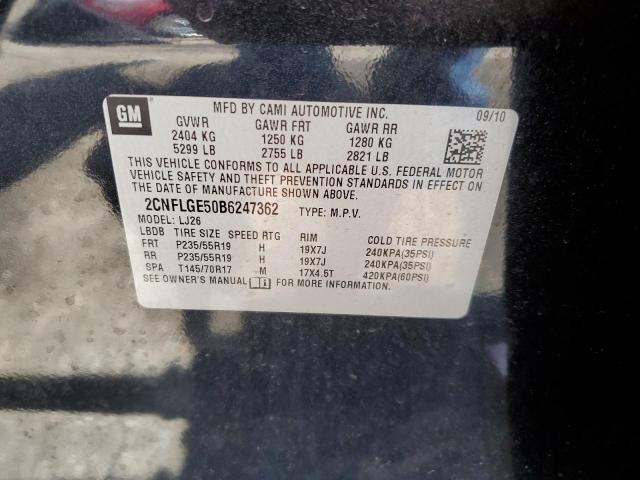 GM
MFD BY CAMI AUTOMOTIVE INC. 09/10
GVWR GAWR FRT GAWR RR
2404 KG 1250 KG 1280 KG
5299 LB 2755 LB 2821 LB
THIS VEHICLE CONFORMS TO ALL APPLICABLE U.S. FEDERAL MOTOR
VEHICLE SAFETY AND THEFT PREVENTION STANDARDS IN EFFECT ON
THE DATE OF MANUFACTURE SHOWN ABOVE.
2CNFLGE50B6247362 TYPE: M.P.V.
MODEL: LJ26
LBDB TIRE SIZE SPEED RTG RIM COLD TIRE PRESSURE
FRT P235/55R19 H 19X7J 240KPA(35PSI)
RR P235/55R19 H 19X7J 240KPA(35PSI)
SPA T145/70R17 M 17X4.5T 420KPA(60PSI)
SEE OWNER'S MANUAL FOR MORE INFORMATION.